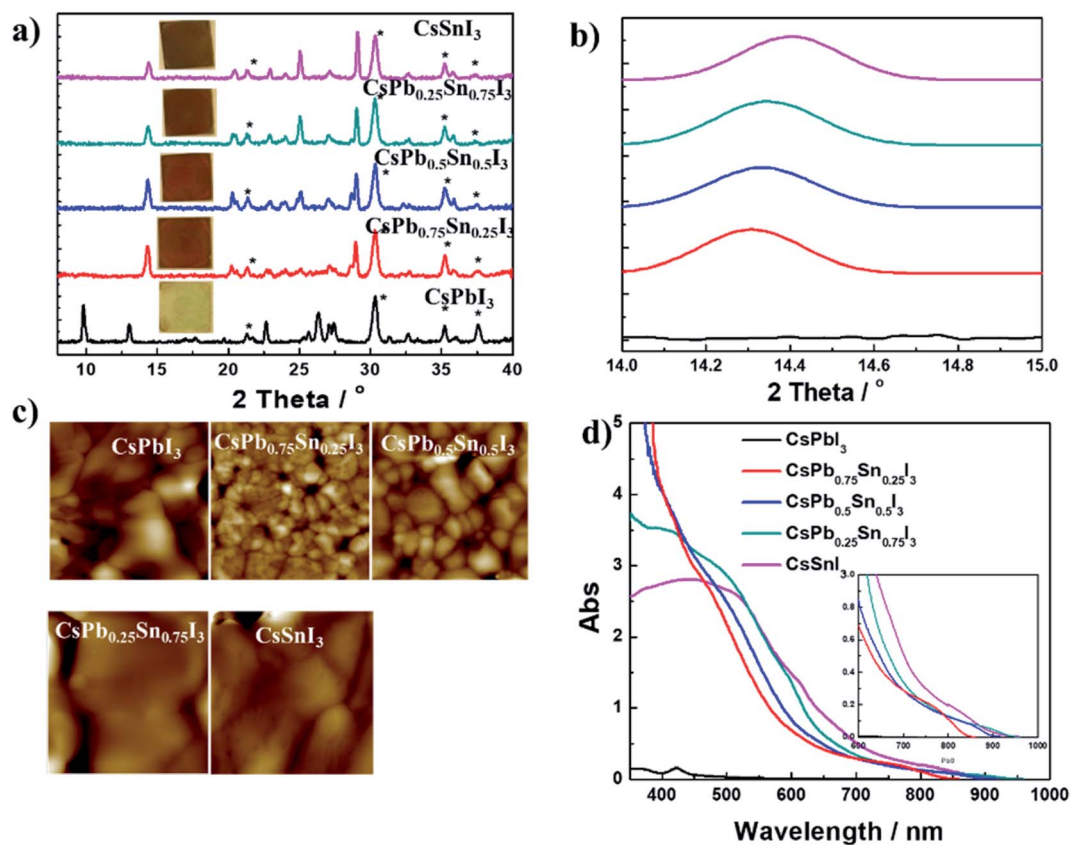 a)
CsSnI₃
CsPb₀.₂₅Sn₀.₇₅I₃
CsPb₀.₅Sn₀.₅I₃
CsPb₀.₇₅Sn₀.₂₅I₃
CsPbI₃
* * * *
* * * *
* * * *
* * * *
* * * *
10 15 20 25 30 35 40
2 Theta / °
b)
14.0 14.2 14.4 14.6 14.8 15.0
2 Theta / °
c)
CsPbI₃
CsPb₀.₇₅Sn₀.₂₅I₃
CsPb₀.₅Sn₀.₅I₃
CsPb₀.₂₅Sn₀.₇₅I₃
CsSnI₃
d)
5
4
3
2
1
0
Abs
CsPbI₃
CsPb₀.₇₅Sn₀.₂₅I₃
CsPb₀.₅Sn₀.₅I₃
CsPb₀.₂₅Sn₀.₇₅I₃
CsSnI
0.8
0.6
0.4
0.2
0.0
600 700 800 900 1000
400 500 600 700 800 900 1000
Wavelength / nm